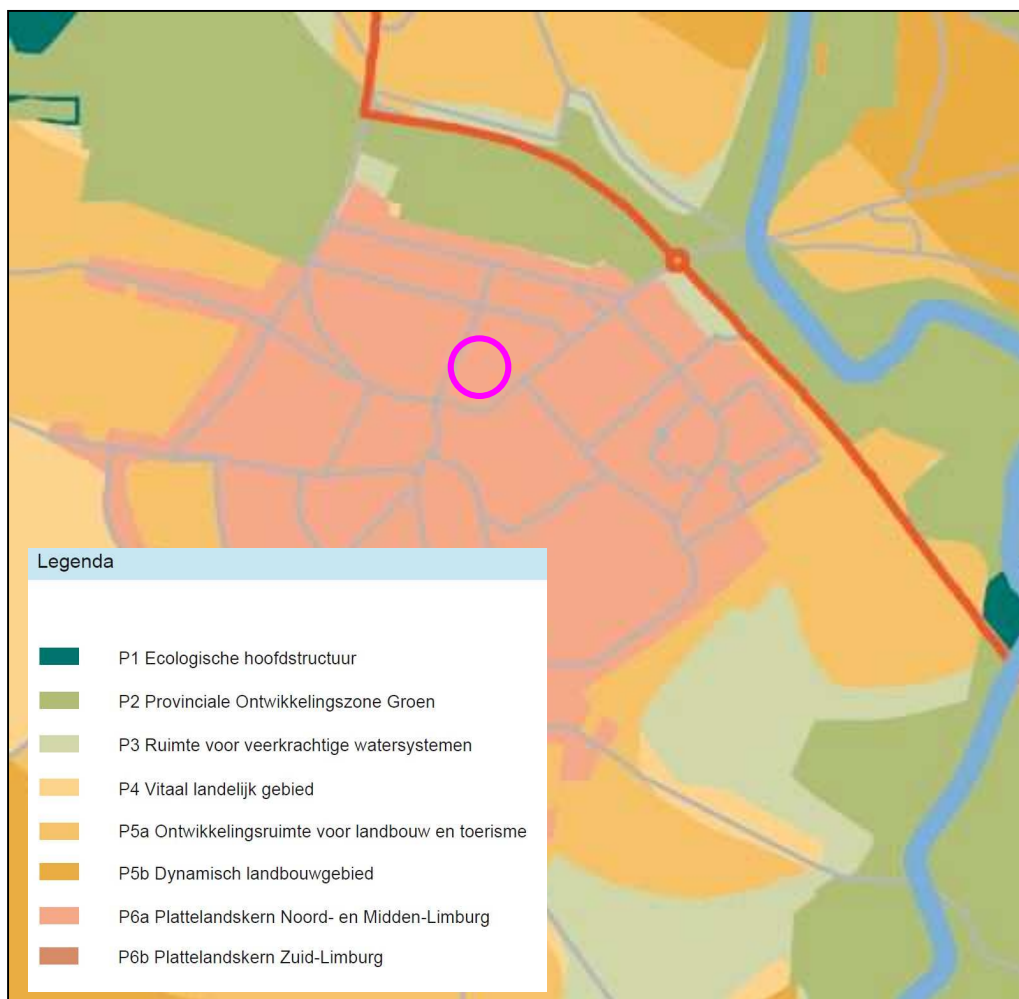 Legenda
P1 Ecologische hoofdstructuur
P2 Provinciale Ontwikkelingszone Groen
P3 Ruimte voor veerkrachtige watersystemen
P4 Vitaal landelijk gebied
P5a Ontwikkelingsruimte voor landbouw en toerisme
P5b Dynamisch landbouwgebied
P6a Plattelandskern Noord- en Midden-Limburg
P6b Plattelandskern Zuid-Limburg